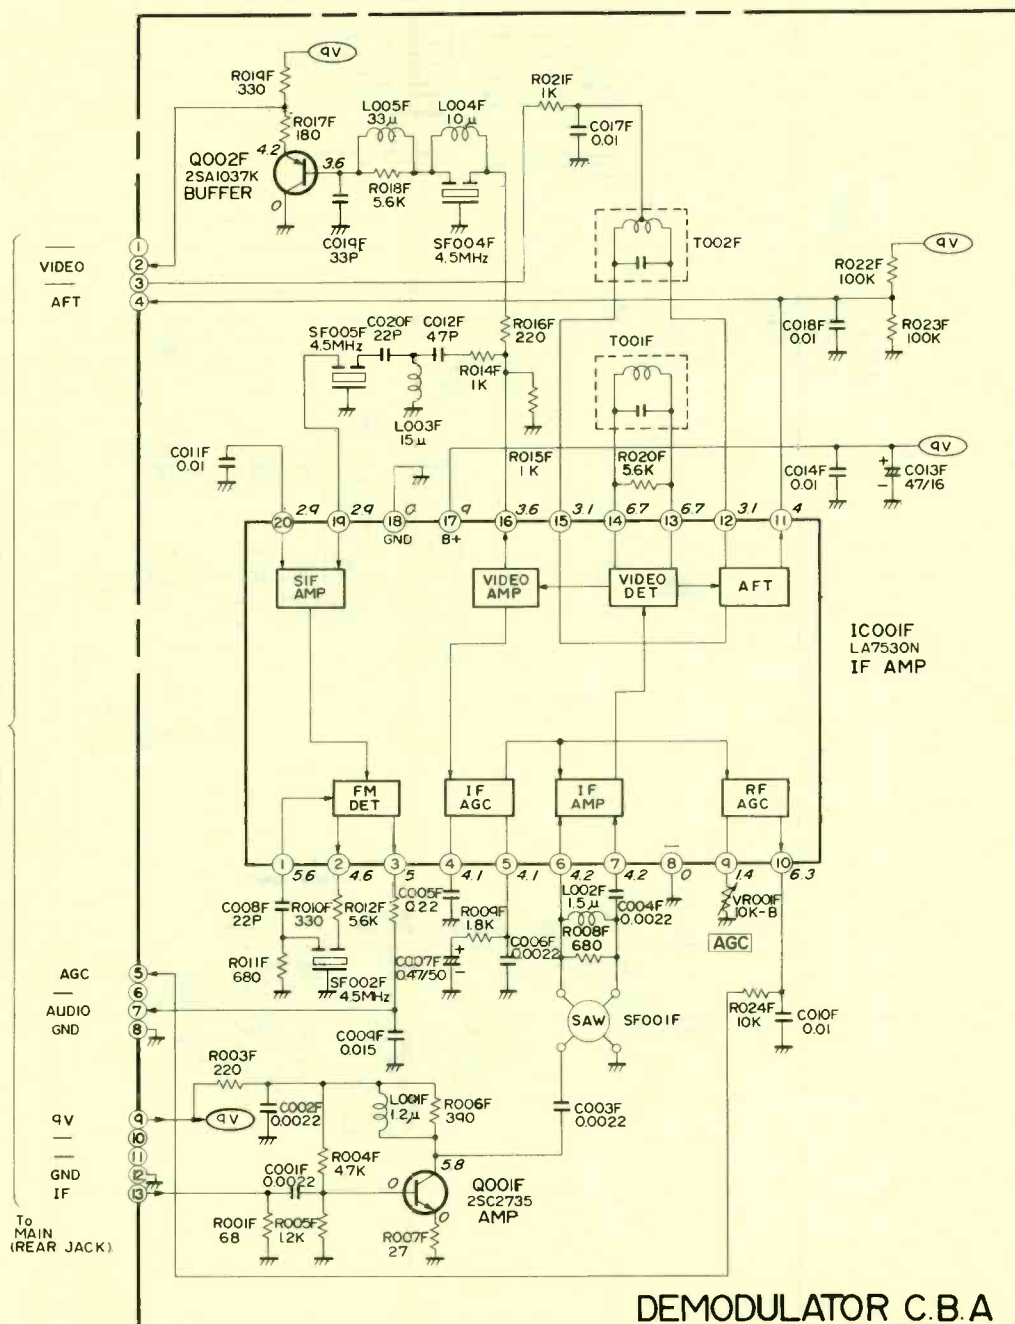 9V
R019F
330
R017F
180
4.2
Q002F
2SA1037K
BUFFER
0
3.6
L005F
33μ
L004F
10μ
R018F
5.6K
C019F
33P
SF004F
4.5MHz
R021F
1K
C017F
0.01
T002F
9V
R022F
100K
R023F
100K
C018F
0.01
1
VIDEO 2
3
AFT 4
SF005F
4.5MHz
C020F
22P
C012F
47P
R014F
1K
R016F
220
L003F
15μ
R015F
1K
T001F
R020F
5.6K
C011F
0.01
9V
C014F
0.01
+
-
C013F
47/16
20 2.9 19 2.9 18 0 17 9 16 3.6 15 3.1 14 6.7 13 6.7 12 3.1 11 4
GND B+
SIF
AMP
VIDEO
AMP
VIDEO
DET
AFT
IC001F
LA7530N
IF AMP
FM
DET
IF
AGC
IF
AMP
RF
AGC
1 2 3 4 5 6 7 8 9 10
5.6 4.6 5 4.1 4.1 4.2 4.2 0 1.4 6.3
C008F
22P
R010F
330
R012F
5.6K
C005F
0.22
R009F
1.8K
C007F
0.47/50
+
-
C006F
0.0022
L002F
1.5μ
R008F
680
C004F
0.0022
VR001F
10K-B
AGC
R011F
680
SF002F
4.5MHz
SAW SF001F
R024F
10K
C010F
0.01
AGC 5
6
AUDIO 7
GND 8
C009F
0.015
R003F
220
9V 9
9V
10
11
GND 12
IF 13
C002F
0.0022
L001F
1.2μ
R006F
390
C003F
0.0022
R004F
4.7K
C001F
0.0022
0
5.8
Q001F
2SC2735
AMP
0
R001F
68
R005F
1.2K
R007F
27
To
MAIN
(REAR JACK)
DEMODULATOR C.B.A